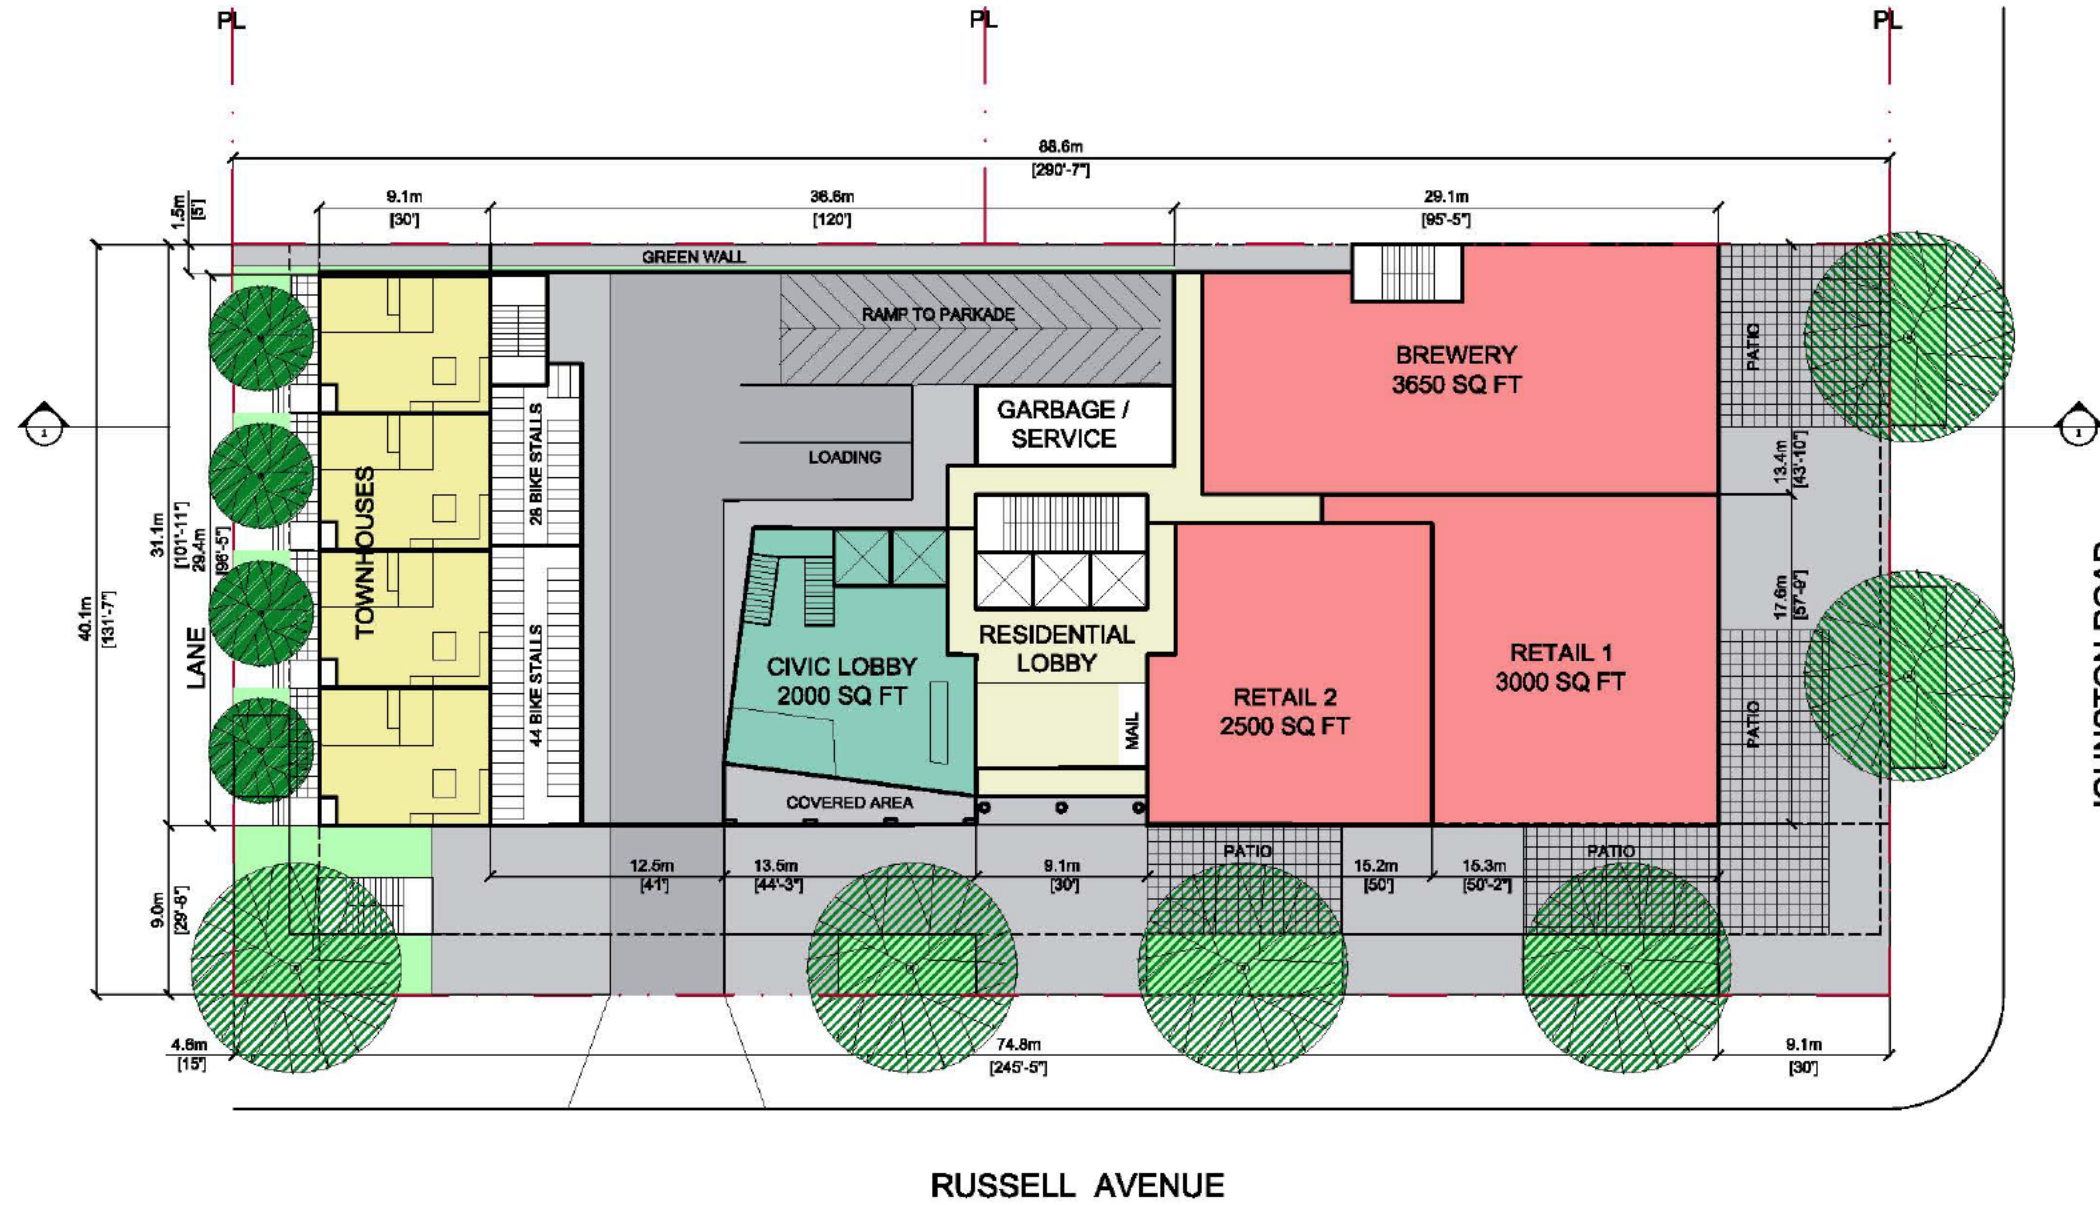 PL
PL
PL
88.6m
[290'-7"]
9.1m
[30']
36.6m
[120']
29.1m
[95'-5"]
1.5m
[5']
GREEN WALL
RAMP TO PARKADE
BREWERY
3650 SQ FT
PATIO
GARBAGE /
SERVICE
LOADING
28 BIKE STALLS
TOWNHOUSES
1
1
13.4m
[43'-10"]
31.1m
[101'-11"]
29.4m
[96'-5"]
40.1m
[131'-7"]
LANE
17.6m
[57'-9"]
44 BIKE STALLS
CIVIC LOBBY
2000 SQ FT
RESIDENTIAL
LOBBY
MAIL
RETAIL 2
2500 SQ FT
RETAIL 1
3000 SQ FT
PATIO
COVERED AREA
PATIO
PATIO
12.5m
[41']
13.5m
[44'-3"]
9.1m
[30']
15.2m
[50']
15.3m
[50'-2"]
9.0m
[29'-8"]
4.6m
[15']
74.8m
[245'-5"]
9.1m
[30']
RUSSELL AVENUE